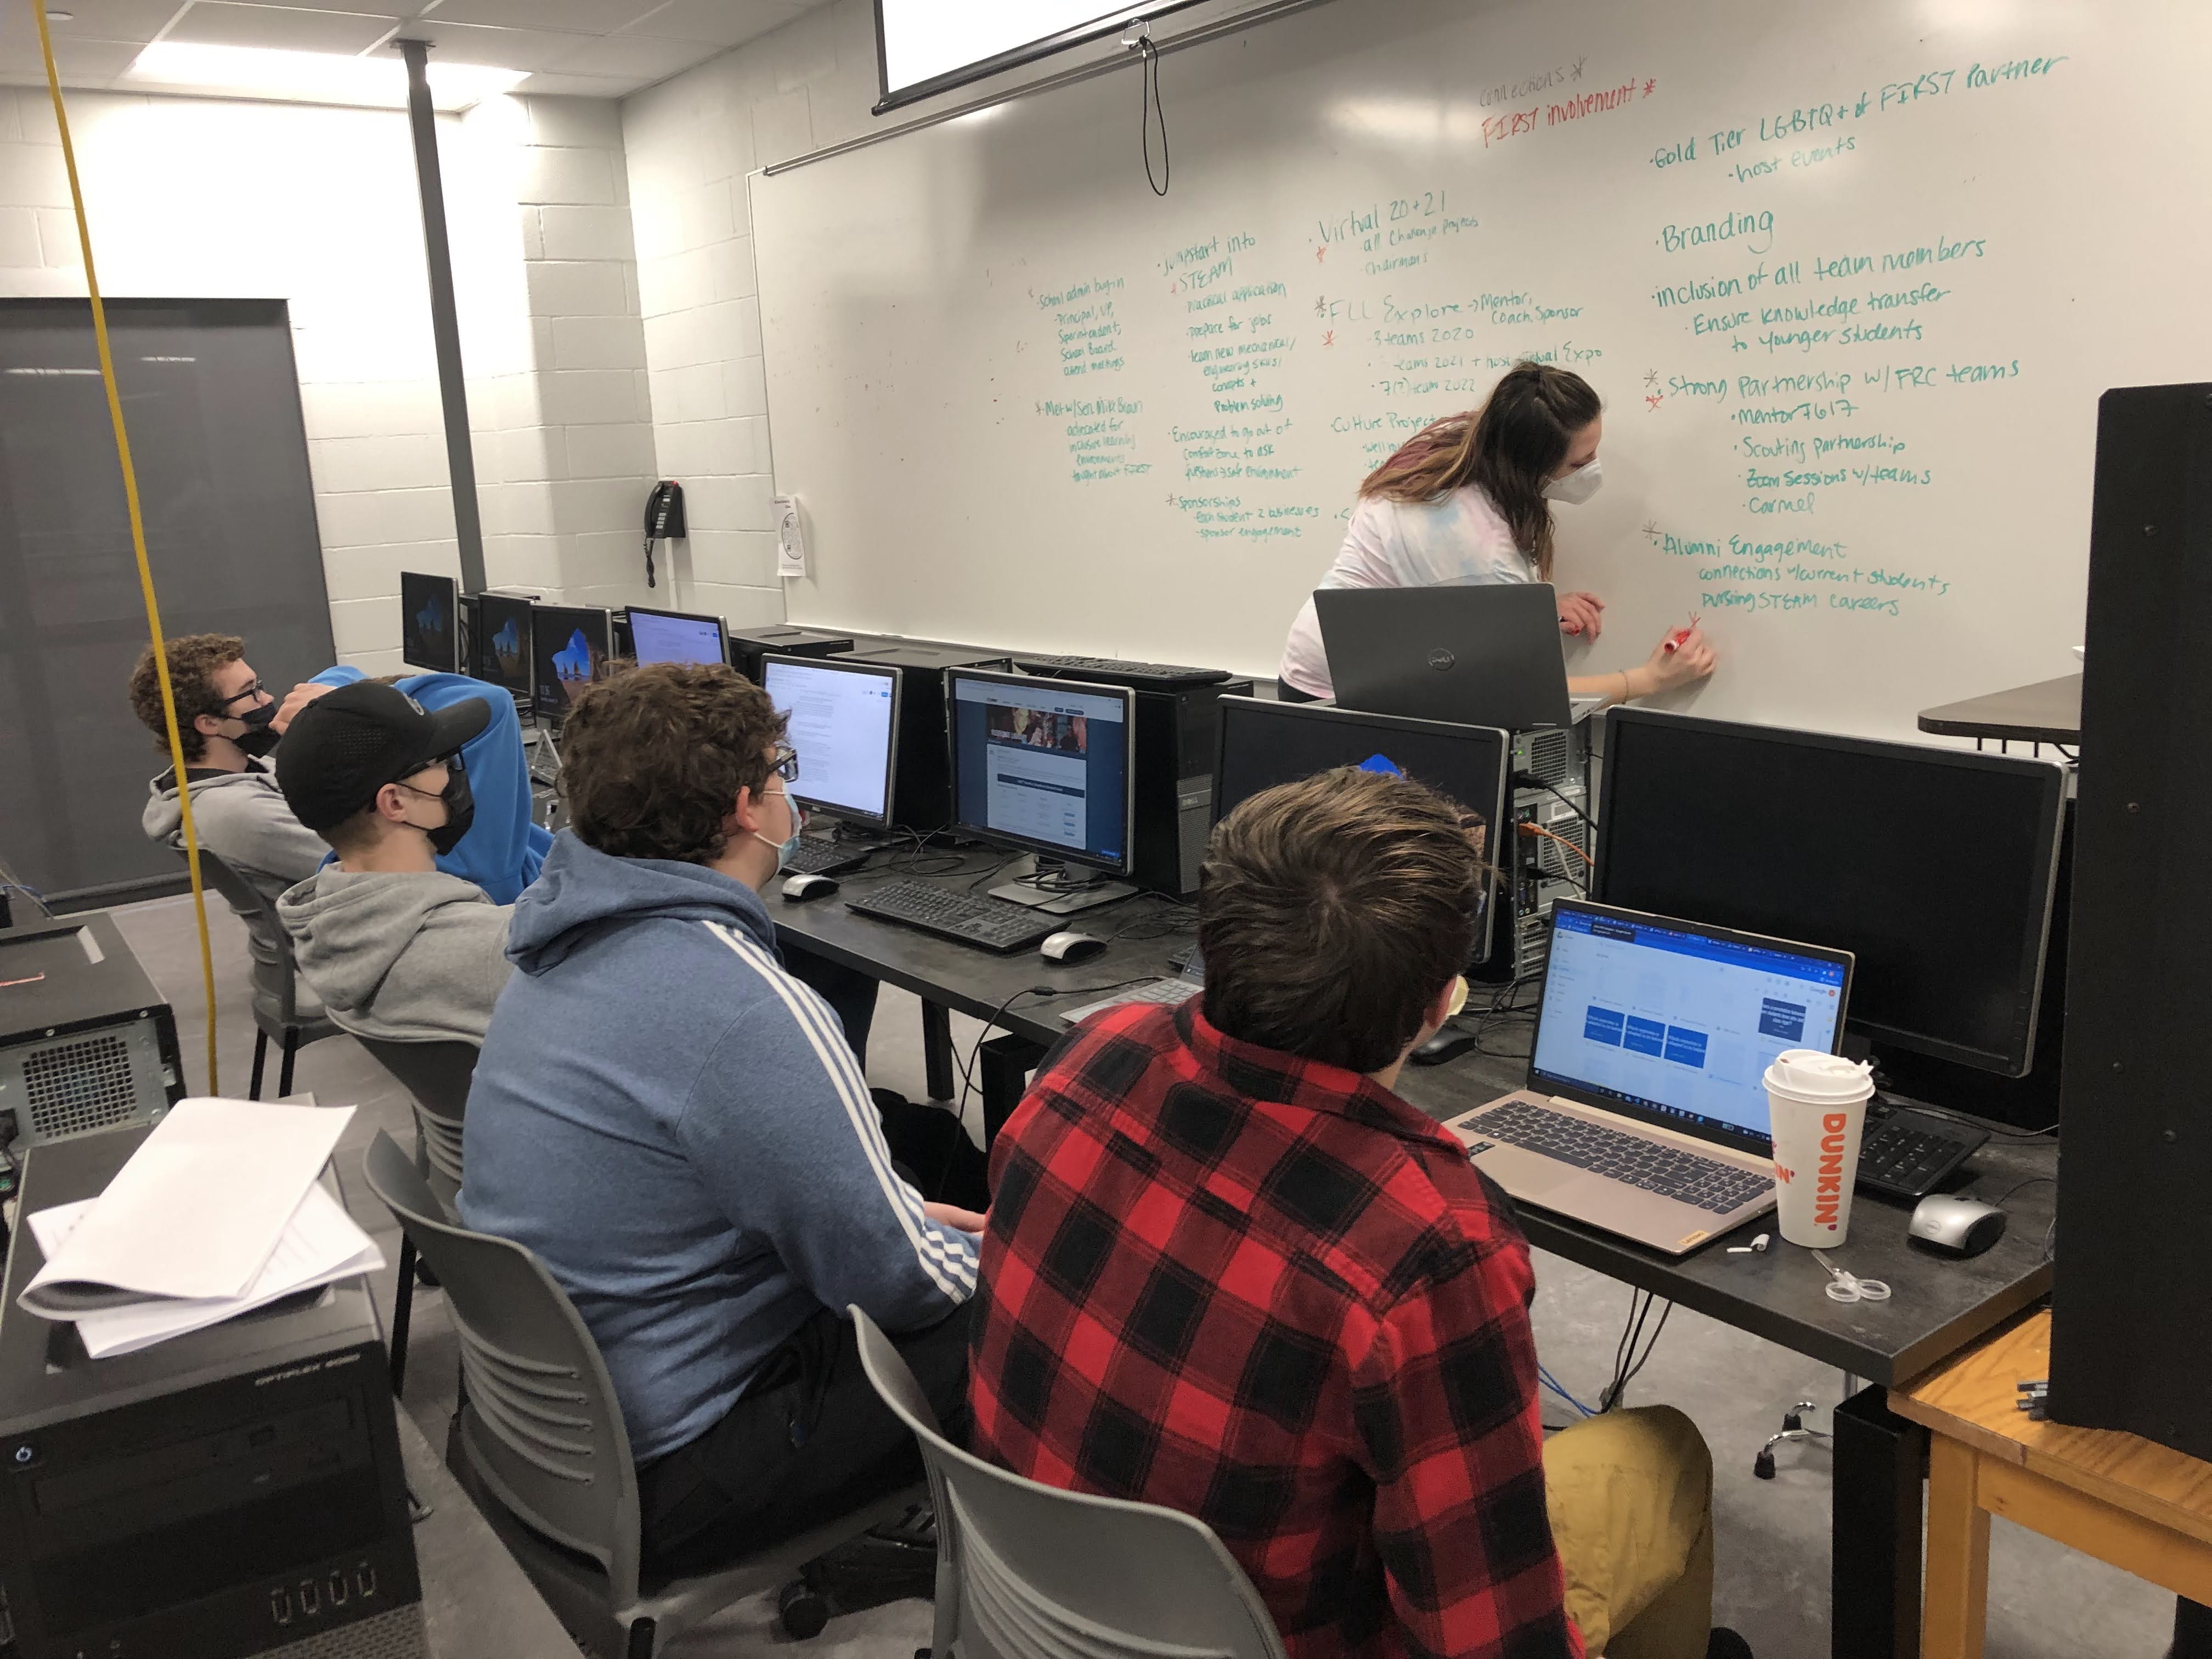 connections *
FIRST involvement *
· School admin buy-in
- Principal, VP,
School Board
attend meetings
* Met w/ Sen. Mike Braun
advocated for
inclusive learning
environments
taught about FIRST
· Jumpstart into
* STEAM
practical application
· prepare for jobs
· learn new mechanical/
engineering skills/
concepts +
Problem solving
· Encouraged to go out of
comfort zone to ask
questions → safe environment
* Sponsorships
- each student 2 businesses
- sponsor engagement
· Virtual 20+21
· all Challenge projects
· Chairmans
* FLL Explore → Mentor,
Coach, Sponsor
- 3 teams 2020
teams 2021 + host virtual Expo
· 7(?) team 2022
Culture Project
· Gold Tier LGBTQ+ of FIRST Partner
· host events
· Branding
· inclusion of all team members
· Ensure knowledge transfer
to younger students
* Strong Partnership w/ FRC teams
· Mentor 7617
· Scouting partnership
· Zoom Sessions w/ teams
· Carmel
* Alumni Engagement
connections w/ current students
pursuing STEAM careers
DELL
DUNKIN'
Lenovo
OPTIPLEX